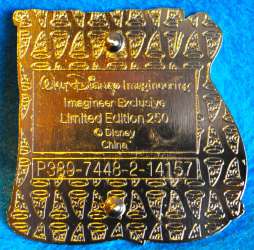 Walt Disney Imagineering
Imagineer Exclusive
Limited Edition 250
© Disney
China
P389-7448-2-14157